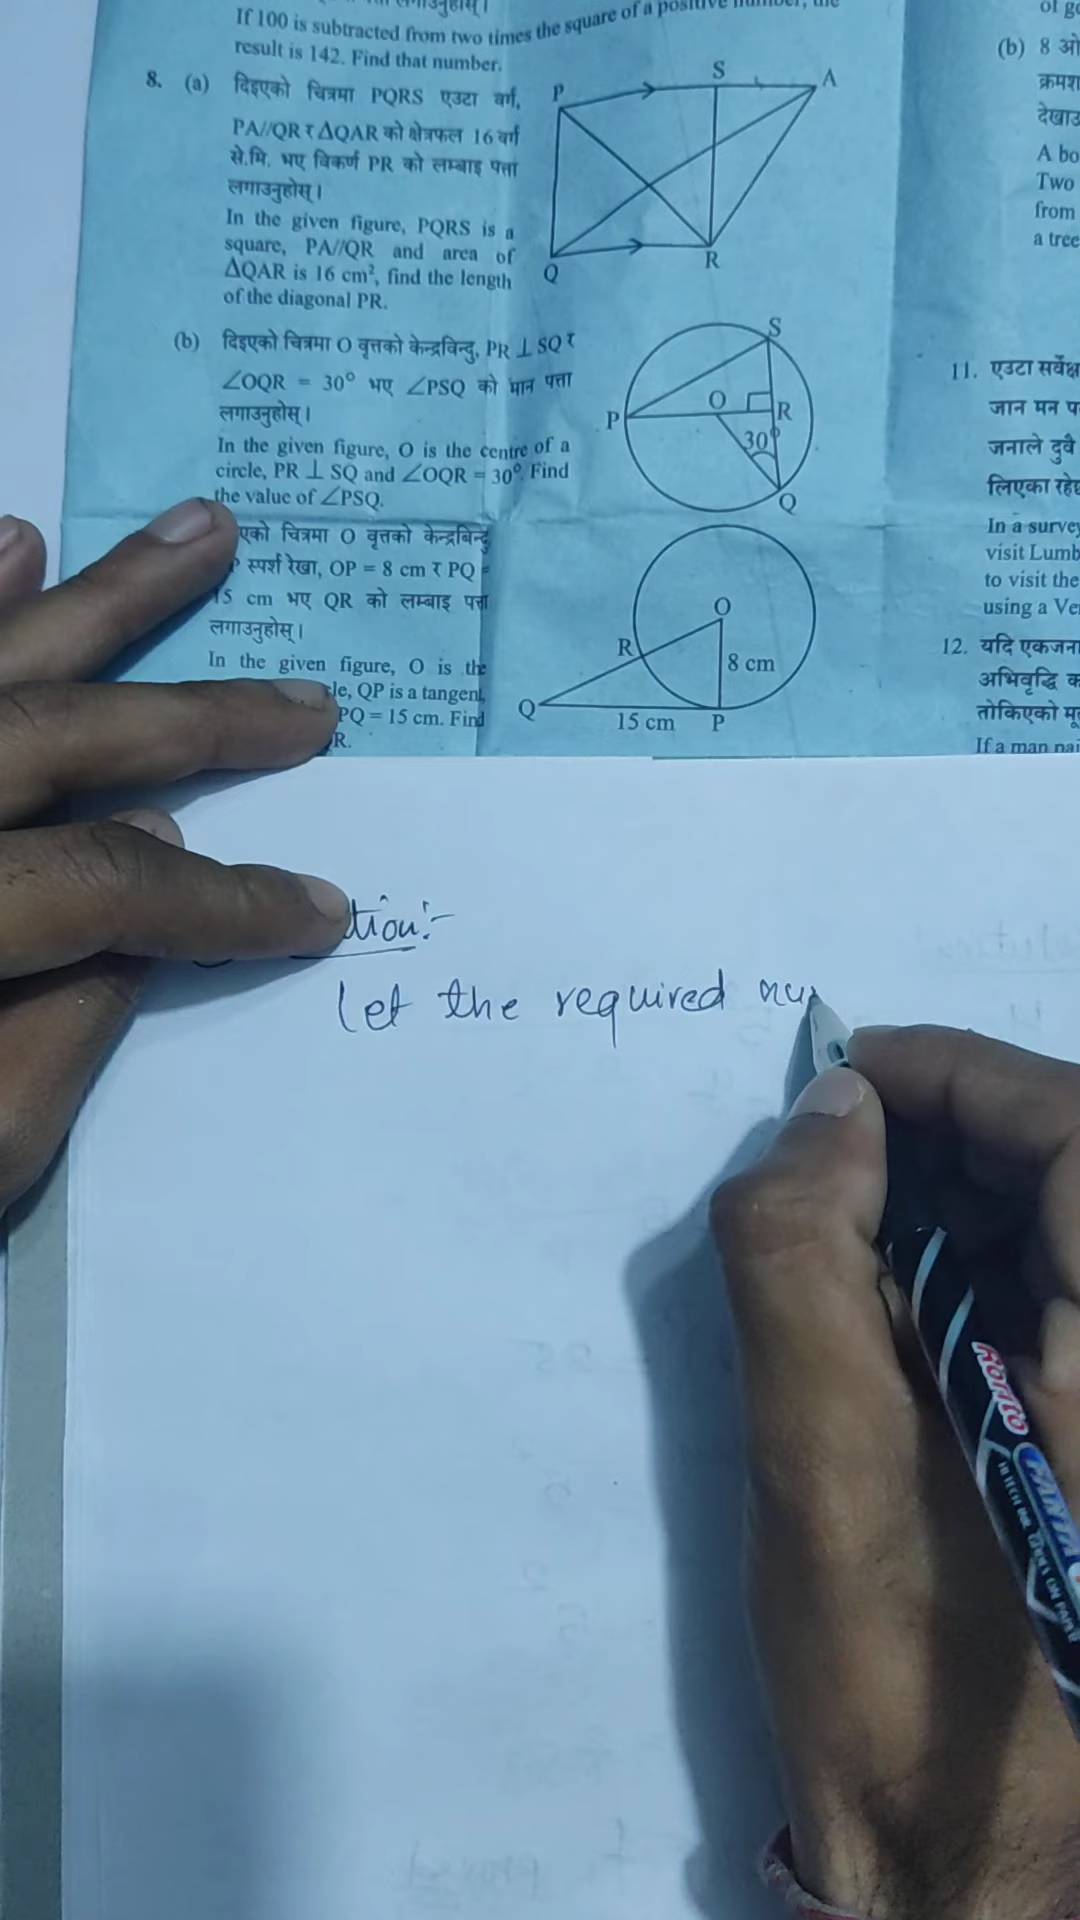 If 100 is subtracted from two times the square of a positive number, the
result is 142. Find that number.
8. (a) दिइएको चित्रमा PQRS एउटा वर्ग,
PA//QR र ΔQAR को क्षेत्रफल 16 वर्ग
से.मि. भए विकर्ण PR को लम्बाइ पत्ता
लगाउनुहोस् ।
In the given figure, PQRS is a
square, PA//QR and area of
ΔQAR is 16 cm², find the length
of the diagonal PR.
P S A
Q R
(b) दिइएको चित्रमा O वृत्तको केन्द्रविन्दु, PR ⊥ SQ र
∠OQR = 30° भए ∠PSQ को मान पत्ता
लगाउनुहोस् ।
In the given figure, O is the centre of a
circle, PR ⊥ SQ and ∠OQR = 30°. Find
the value of ∠PSQ.
S
P O R
30°
Q
एको चित्रमा O वृत्तको केन्द्रबिन्दु
P स्पर्श रेखा, OP = 8 cm र PQ =
15 cm भए QR को लम्बाइ पत्ता
लगाउनुहोस् ।
In the given figure, O is the
le, QP is a tangent,
PQ = 15 cm. Find
R.
O
R
8 cm
Q
15 cm P
of
(b) 8
क्रमश
देखाउ
A bo
Two
from
a tree
11. एउटा सर्वेक्ष
जान मन प
जनाले दुवै
लिएका रहे
In a survey
visit Lumb
to visit the
using a Ve
12. यदि एकजना
अभिवृद्धि क
तोकिएको मू
If a man pai
tion:-
Let the required nu
KONITO
FANTA